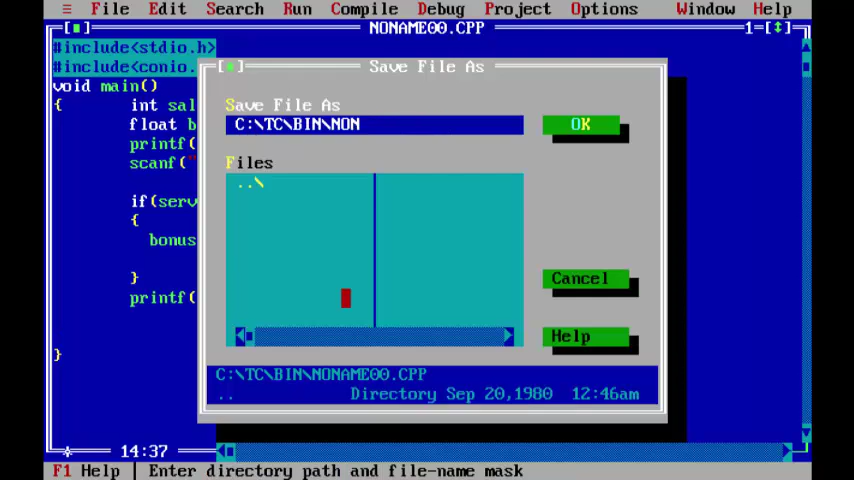 ≡ File Edit Search Run Compile Debug Project Options Window Help
[■] NONAME00.CPP 1=[↕]
#include<stdio.h>
#include<conio.
[■] Save File As
void main()
{ int sal
float b
printf(
scanf("
if(serv
{
bonus
}
printf(
}
Save File As
C:\TC\BIN\NON
OK
Files
..\
Cancel
Help
C:\TC\BIN\NONAME00.CPP
.. Directory Sep 20,1980 12:46am
14:37
F1 Help │ Enter directory path and file-name mask